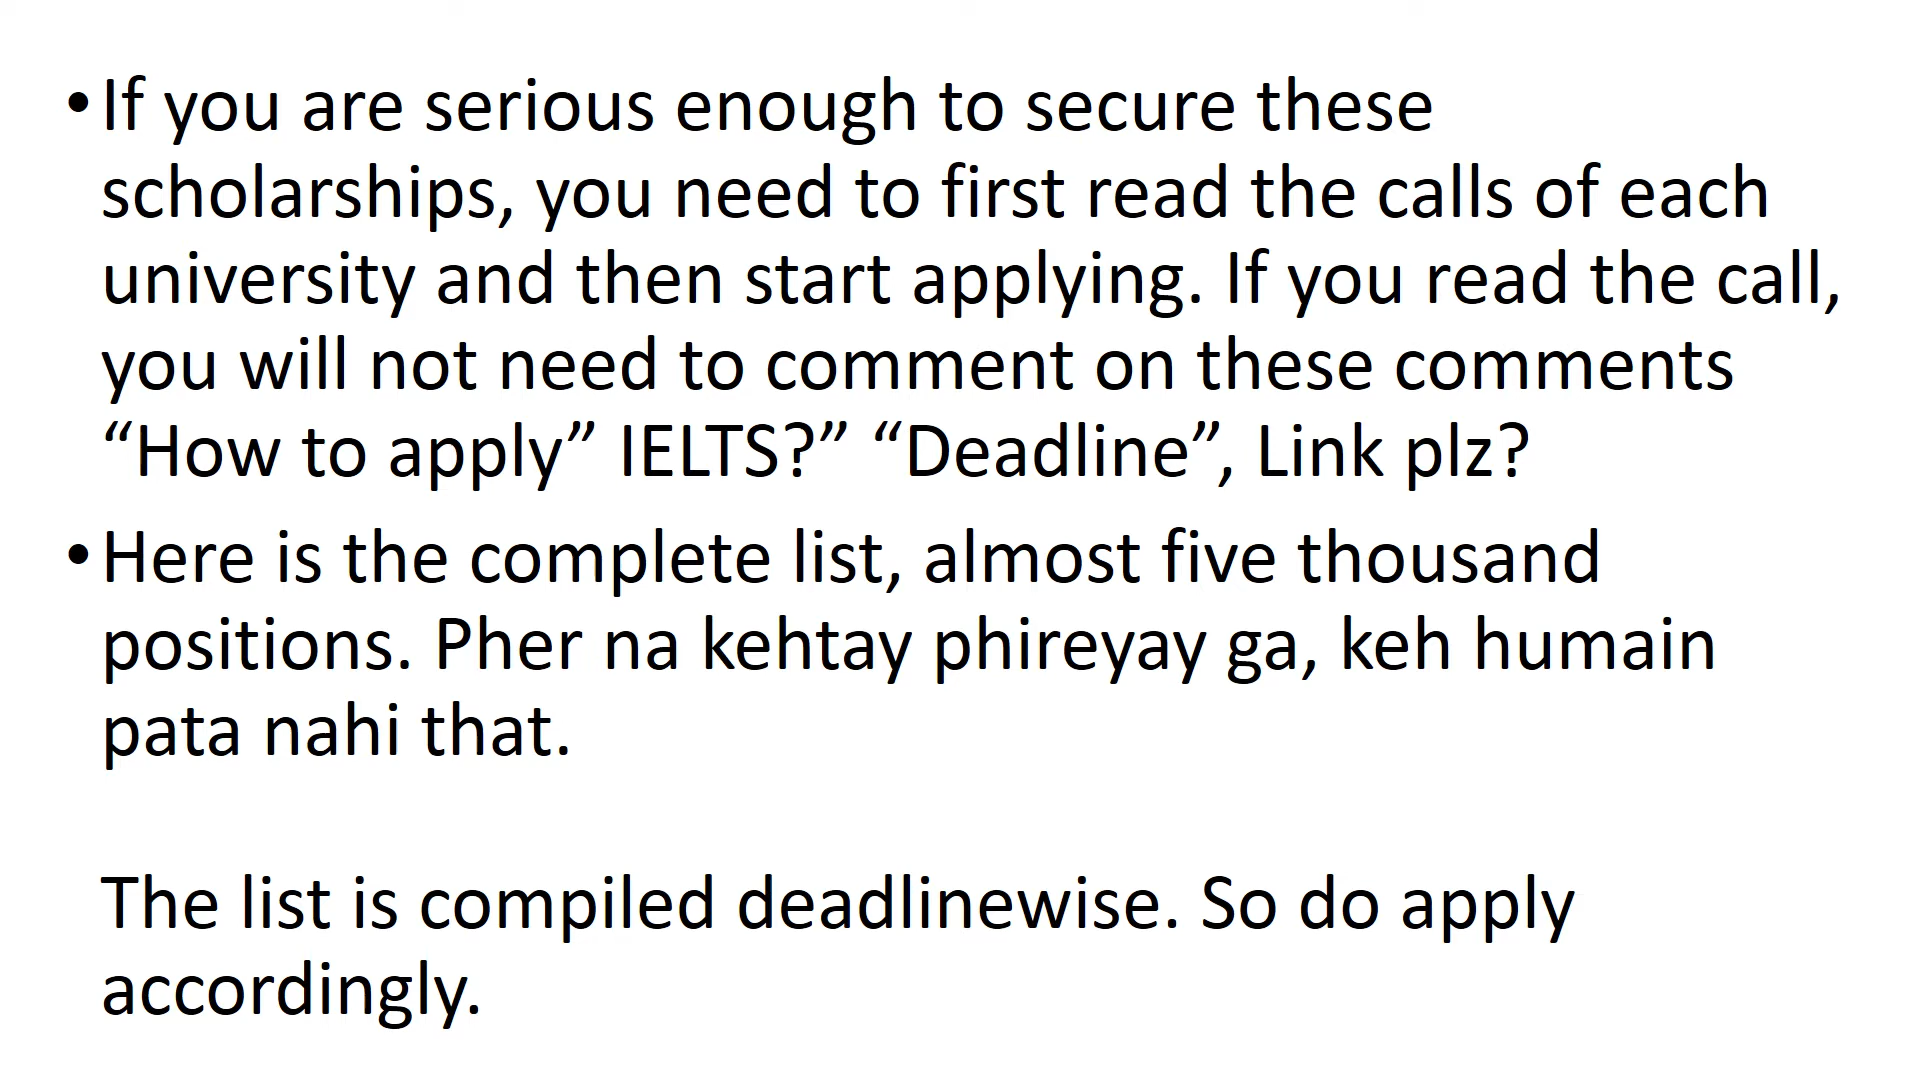 •If you are serious enough to secure these
scholarships, you need to first read the calls of each
university and then start applying. If you read the call,
you will not need to comment on these comments
“How to apply” IELTS?” “Deadline”, Link plz?
•Here is the complete list, almost five thousand
positions. Pher na kehtay phireyay ga, keh humain
pata nahi that.
The list is compiled deadlinewise. So do apply
accordingly.